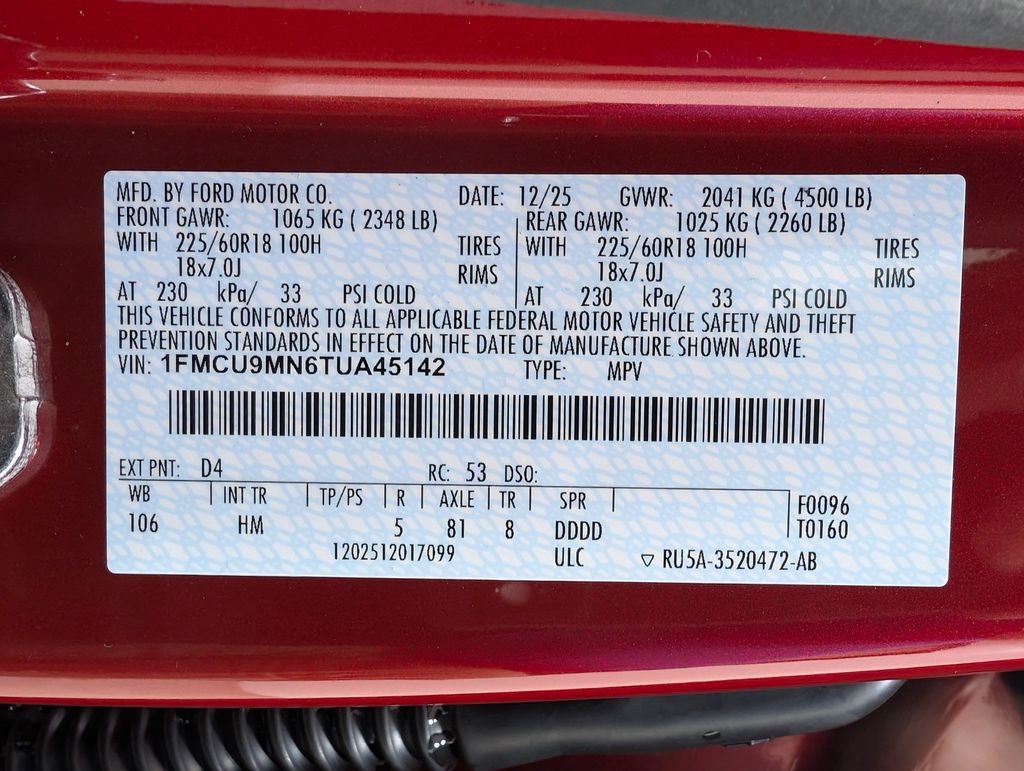 MFD. BY FORD MOTOR CO. DATE: 12/25 GVWR: 2041 KG ( 4500 LB)
FRONT GAWR: 1065 KG ( 2348 LB) REAR GAWR: 1025 KG ( 2260 LB)
WITH 225/60R18 100H TIRES WITH 225/60R18 100H TIRES
18x7.0J RIMS 18x7.0J RIMS
AT 230 kPa/ 33 PSI COLD AT 230 kPa/ 33 PSI COLD
THIS VEHICLE CONFORMS TO ALL APPLICABLE FEDERAL MOTOR VEHICLE SAFETY AND THEFT
PREVENTION STANDARDS IN EFFECT ON THE DATE OF MANUFACTURE SHOWN ABOVE.
VIN: 1FMCU9MN6TUA45142 TYPE: MPV
EXT PNT: D4 RC: 53 DSO:
WB INT TR TP/PS R AXLE TR SPR F0096
106 HM 5 81 8 DDDD T0160
1202512017099 ULC ▽ RU5A-3520472-AB